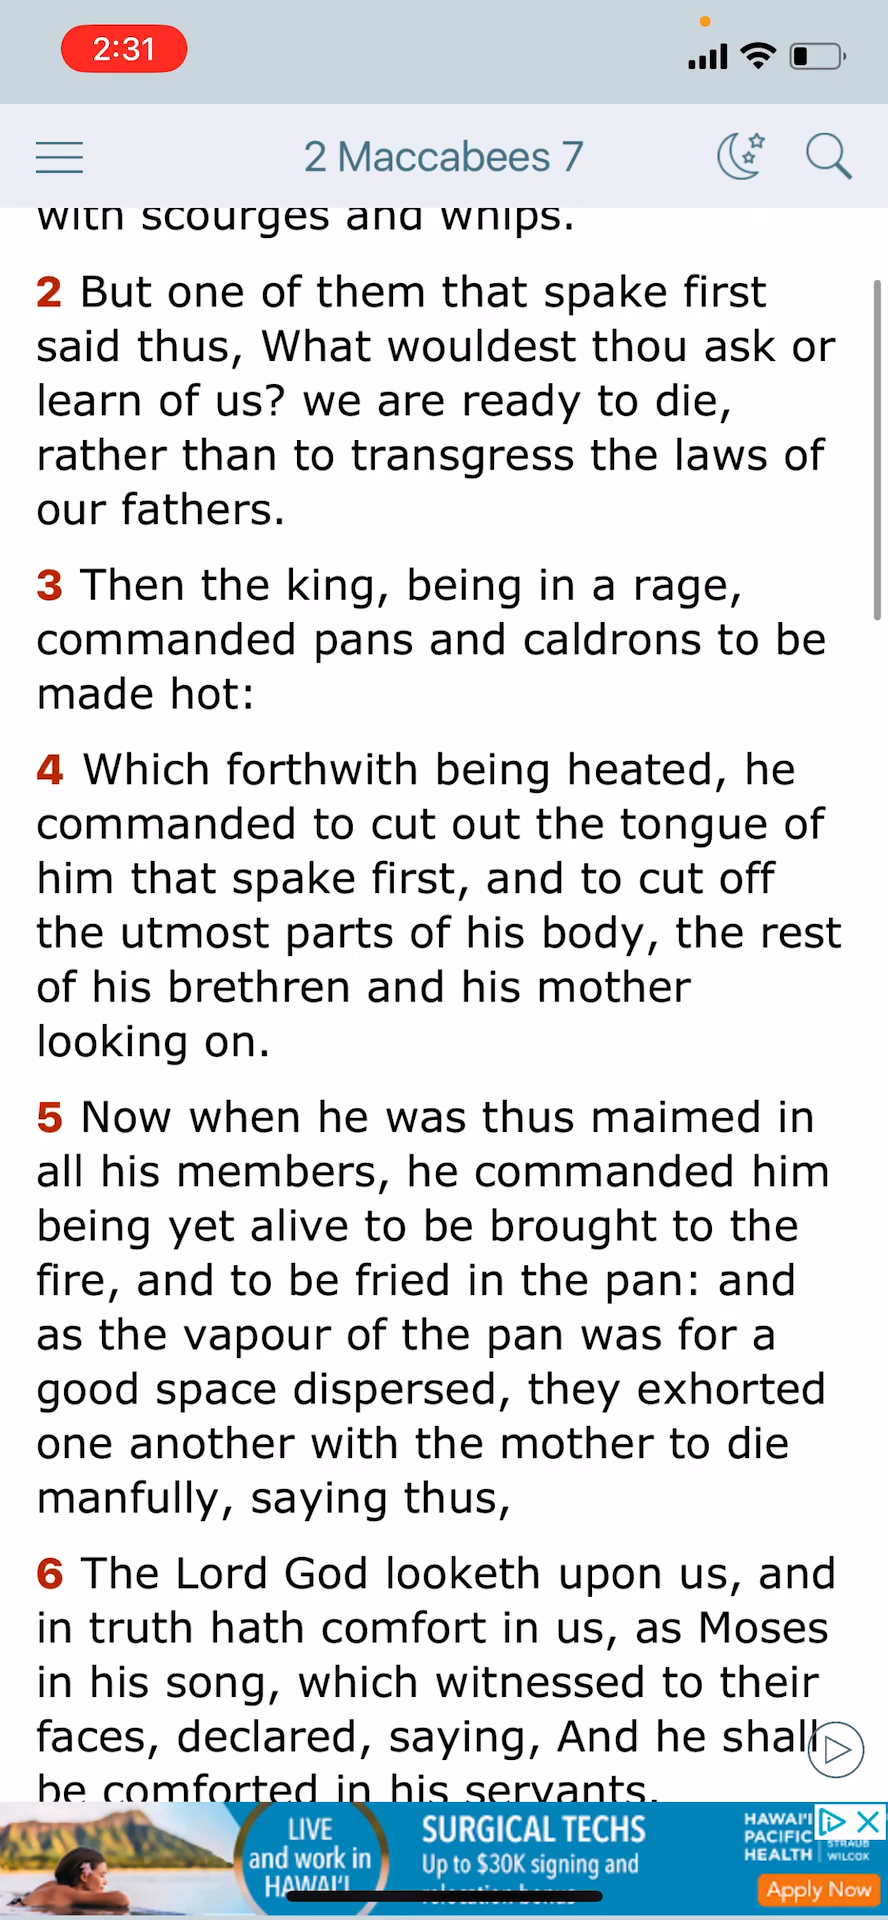 2:31
2 Maccabees 7
with scourges and whips.
2 But one of them that spake first
said thus, What wouldest thou ask or
learn of us? we are ready to die,
rather than to transgress the laws of
our fathers.
3 Then the king, being in a rage,
commanded pans and caldrons to be
made hot:
4 Which forthwith being heated, he
commanded to cut out the tongue of
him that spake first, and to cut off
the utmost parts of his body, the rest
of his brethren and his mother
looking on.
5 Now when he was thus maimed in
all his members, he commanded him
being yet alive to be brought to the
fire, and to be fried in the pan: and
as the vapour of the pan was for a
good space dispersed, they exhorted
one another with the mother to die
manfully, saying thus,
6 The Lord God looketh upon us, and
in truth hath comfort in us, as Moses
in his song, which witnessed to their
faces, declared, saying, And he shall
be comforted in his servants.
LIVE
and work in
HAWAI'I
SURGICAL TECHS
Up to $30K signing and
HAWAI'I
PACIFIC
HEALTH
STRAUB
WILCOX
Apply Now